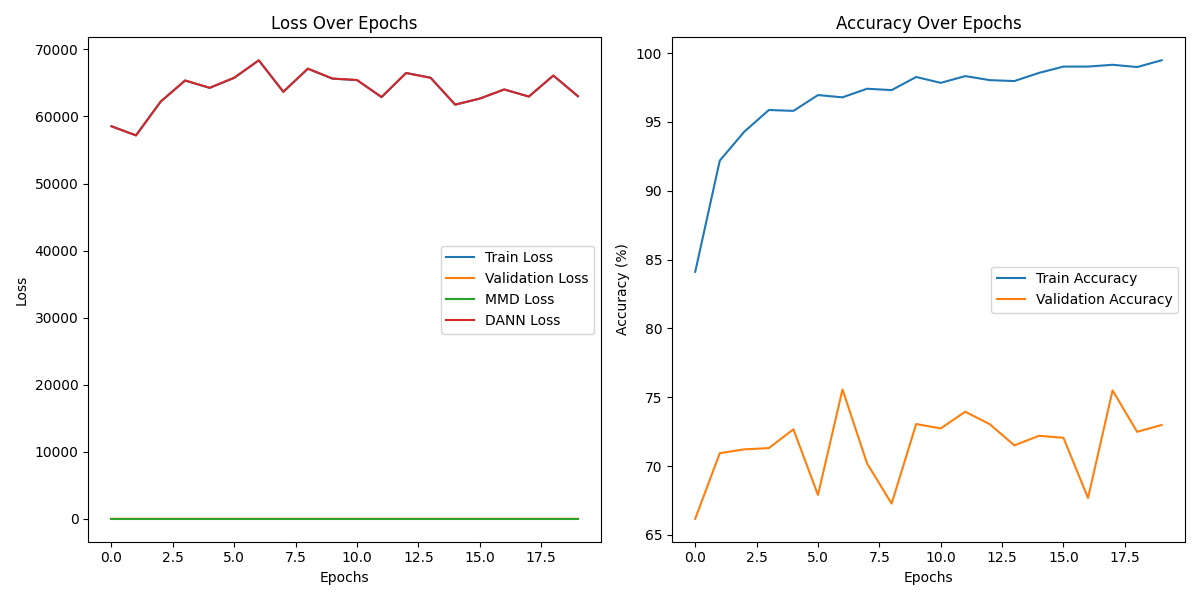 Loss Over Epochs
70000
60000
50000
40000
30000
20000
10000
0
Loss
0.0 2.5 5.0 7.5 10.0 12.5 15.0 17.5
Epochs
Train Loss
Validation Loss
MMD Loss
DANN Loss
Accuracy Over Epochs
100
95
90
85
80
75
70
65
Accuracy (%)
0.0 2.5 5.0 7.5 10.0 12.5 15.0 17.5
Epochs
Train Accuracy
Validation Accuracy